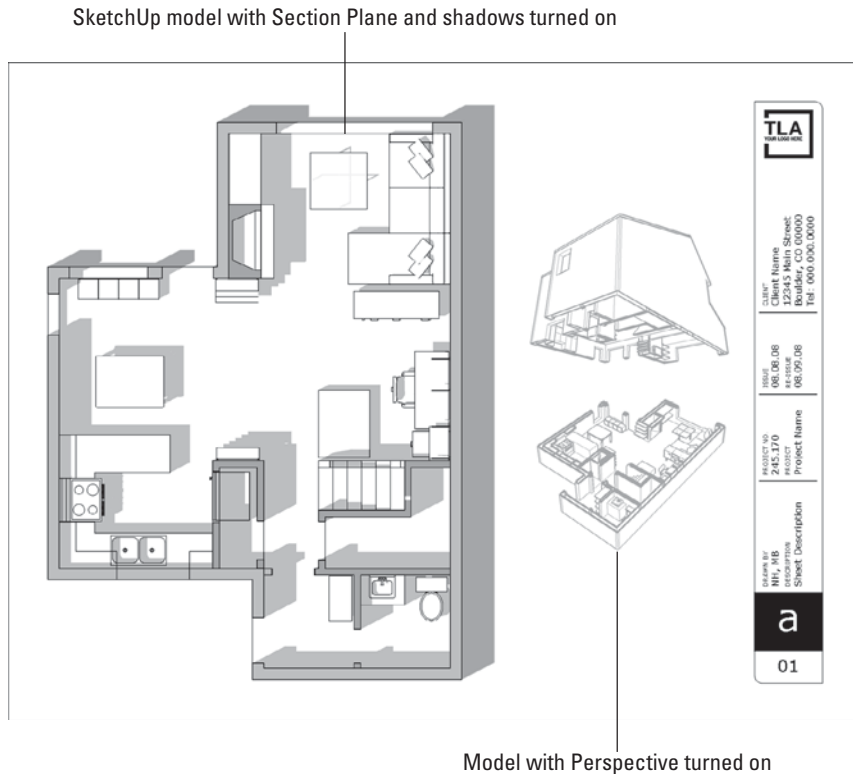 SketchUp model with Section Plane and shadows turned on
TLA
YOUR LOGO HERE
CLIENT
Client Name
12345 Main Street
Boulder, CO 00000
Tel: 000 000.0000
ISSUE
08.08.08
RE-ISSUE
08.09.08
PROJECT NO
245.170
PROJECT
Project Name
DRAWN BY
NH, MB
DESCRIPTION
Sheet Description
a
01
Model with Perspective turned on